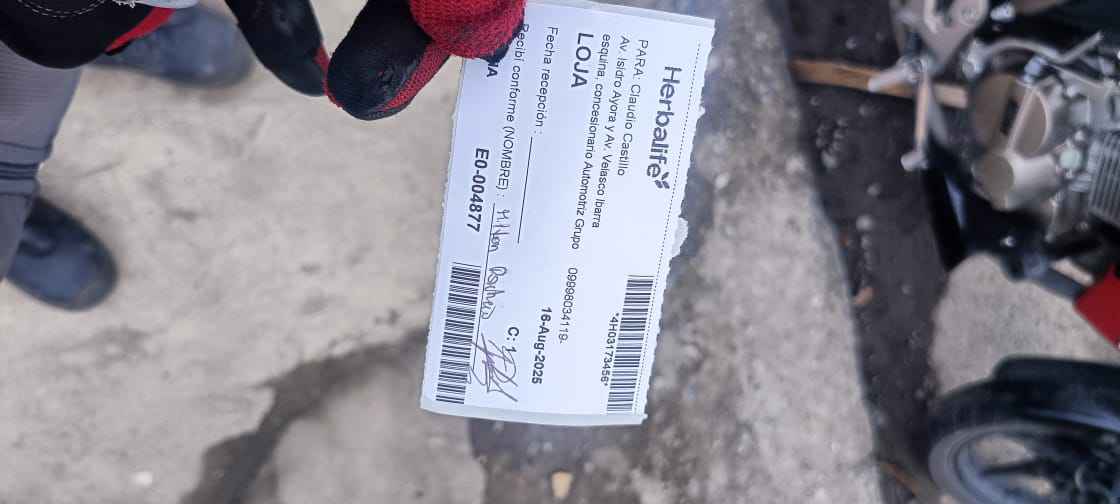 Herbalife
*4H03173456*
PARA: Claudio Castillo
Av. Isidro Ayora y Av. Velasco Ibarra
esquina, concesionario Automotriz Grupo 09998034119-
LOJA
16-Aug-2025
Fecha recepción :
C: 1
Recibí conforme (NOMBRE) :
E0-004877